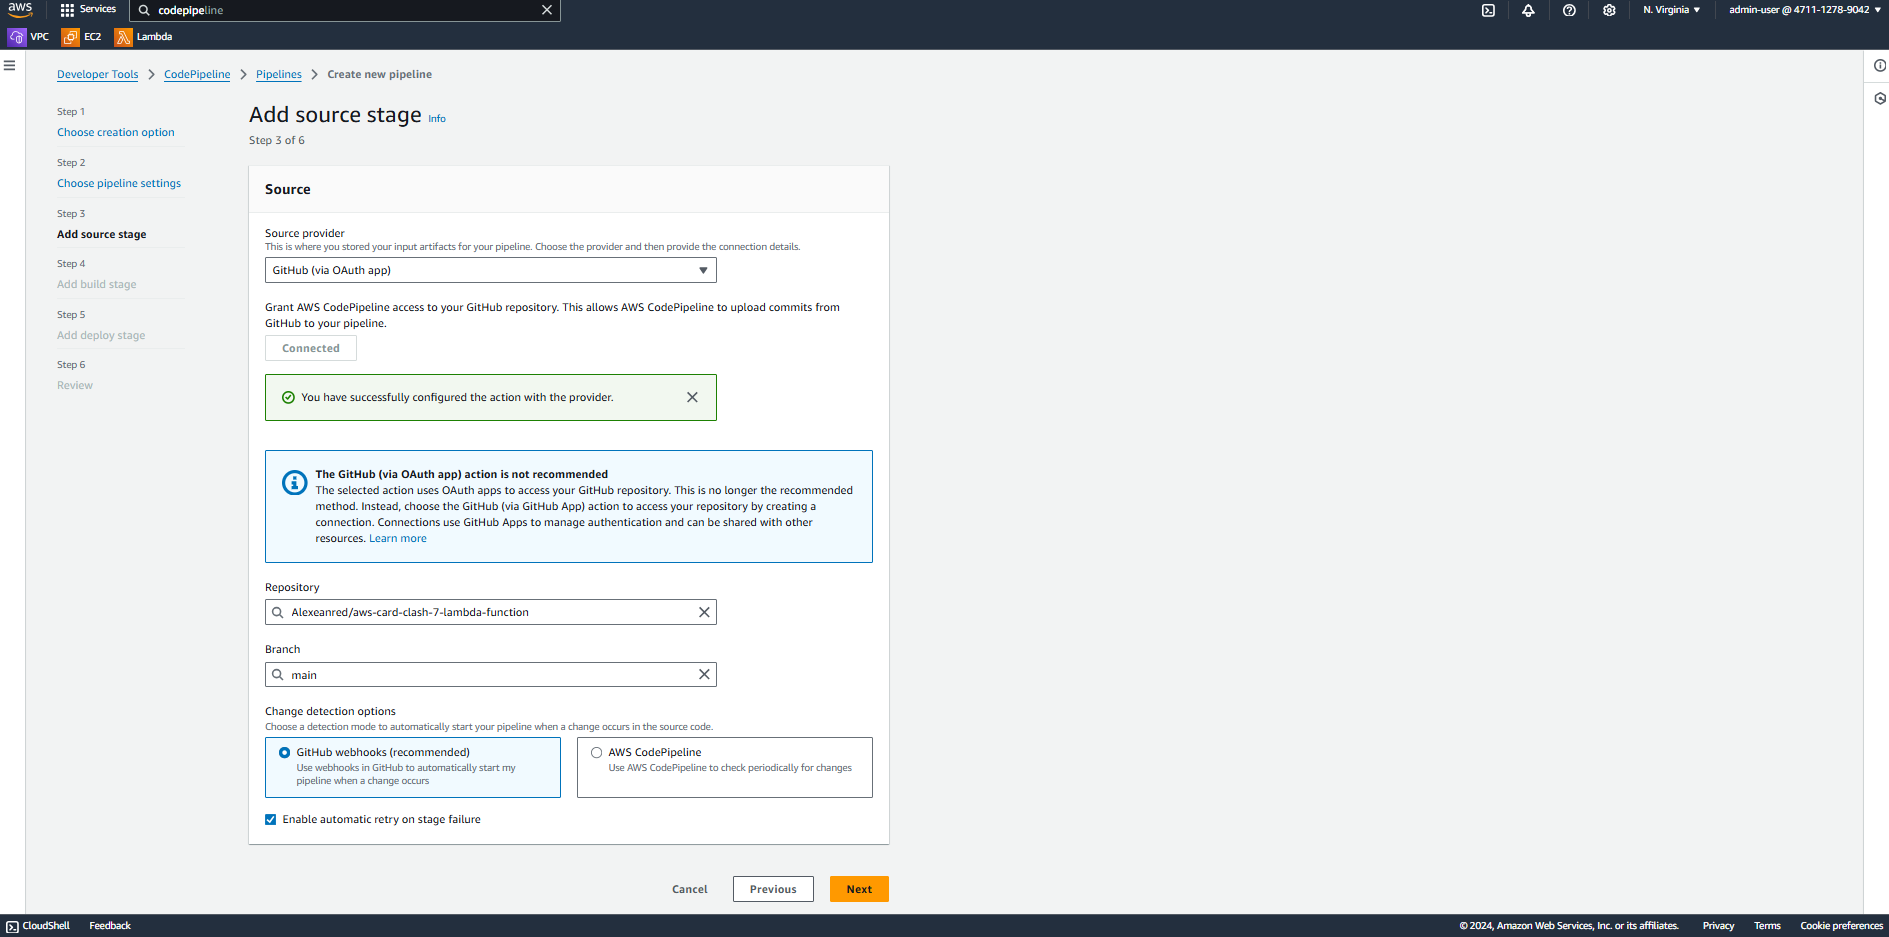 aws
Services
codepipeline
N. Virginia
admin-user @ 4711-1278-9042
VPC
EC2
Lambda
Developer Tools
CodePipeline
Pipelines
Create new pipeline
Step 1
Choose creation option
Step 2
Choose pipeline settings
Step 3
Add source stage
Step 4
Add build stage
Step 5
Add deploy stage
Step 6
Review
Add source stage Info
Step 3 of 6
Source
Source provider
This is where you stored your input artifacts for your pipeline. Choose the provider and then provide the connection details.
GitHub (via OAuth app)
Grant AWS CodePipeline access to your GitHub repository. This allows AWS CodePipeline to upload commits from
GitHub to your pipeline.
Connected
You have successfully configured the action with the provider.
The GitHub (via OAuth app) action is not recommended
The selected action uses OAuth apps to access your GitHub repository. This is no longer the recommended
method. Instead, choose the GitHub (via GitHub App) action to access your repository by creating a
connection. Connections use GitHub Apps to manage authentication and can be shared with other
resources. Learn more
Repository
Alexeanred/aws-card-clash-7-lambda-function
Branch
main
Change detection options
Choose a detection mode to automatically start your pipeline when a change occurs in the source code.
GitHub webhooks (recommended)
Use webhooks in GitHub to automatically start my
pipeline when a change occurs
AWS CodePipeline
Use AWS CodePipeline to check periodically for changes
Enable automatic retry on stage failure
Cancel
Previous
Next
CloudShell
Feedback
© 2024, Amazon Web Services, Inc. or its affiliates.
Privacy
Terms
Cookie preferences